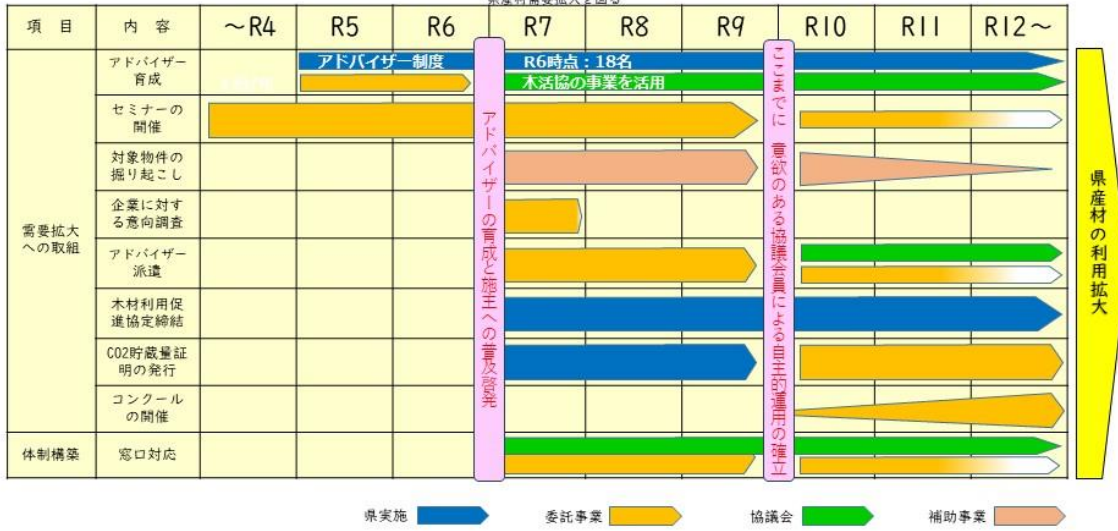 県産材需要拡大を図る
項 目 内 容 ～R4 R5 R6 R7 R8 R9 R10 R11 R12～
アドバイザー
育成
アドバイザー制度 R6時点：18名
木活協の事業を活用
セミナーの
開催
対象物件の
掘り起こし
企業に対す
る意向調査
需要拡大
への取組
アドバイザー
派遣
木材利用促
進協定締結
CO2貯蔵量証
明の発行
コンクール
の開催
体制構築 窓口対応
アドバイザーの育成と施主への普及啓発
ここまでに 意欲のある協議会員による自主的運用の確立
県産材の利用拡大
県実施 委託事業 協議会 補助事業